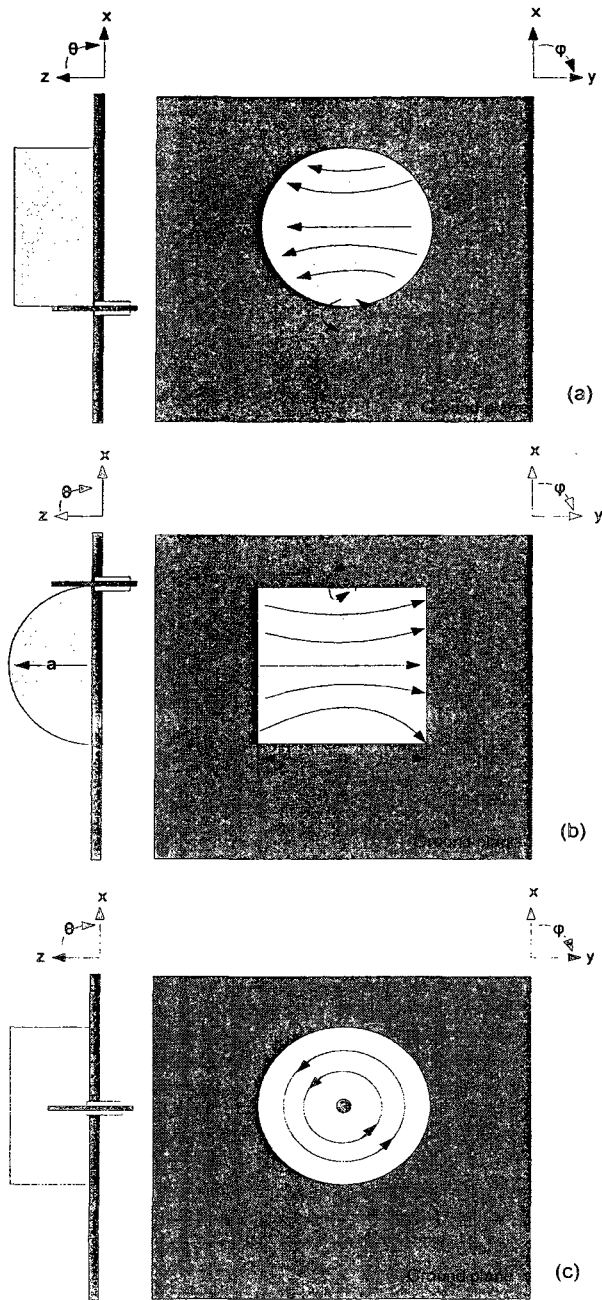 x x
θ φ
z y
Ground plane
(a)
x x
θ φ
z y
a
Ground plane
(b)
x x
θ φ
z y
Ground plane
(c)